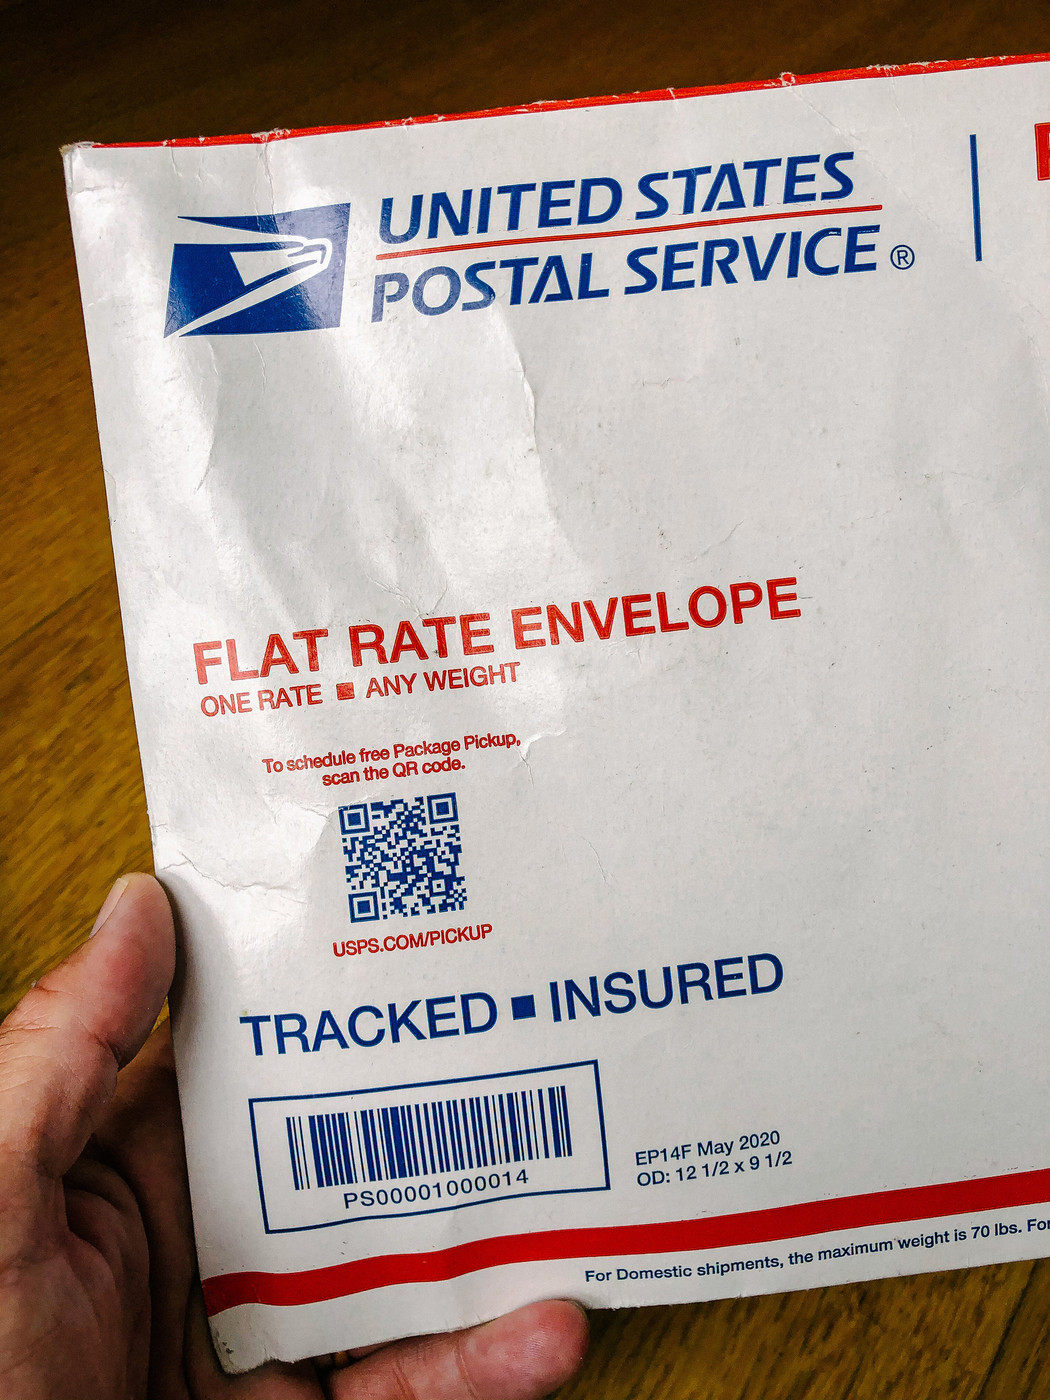 UNITED STATES
POSTAL SERVICE®
FLAT RATE ENVELOPE
ONE RATE ■ ANY WEIGHT
To schedule free Package Pickup,
scan the QR code.
USPS.COM/PICKUP
TRACKED ■ INSURED
PS00001000014
EP14F May 2020
OD: 12 1/2 x 9 1/2
For Domestic shipments, the maximum weight is 70 lbs. For